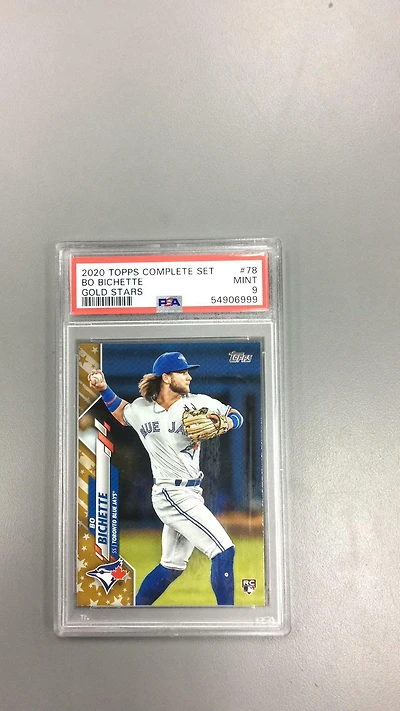 2020 TOPPS COMPLETE SET #78
BO BICHETTE MINT
GOLD STARS 9
PSA 54906999
Topps
BLUE JAYS
BO
BICHETTE
SS | TORONTO BLUE JAYS
RC